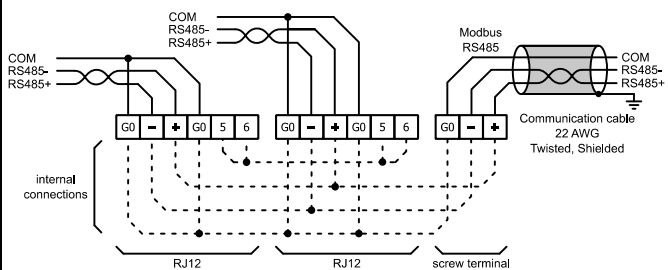 COM
RS485-
RS485+
COM
RS485-
RS485+
Modbus
RS485
COM
RS485-
RS485+
Communication cable
22 AWG
Twisted, Shielded
G0 - + G0 5 6
G0 - + G0 5 6
G0 - +
internal
connections
RJ12
RJ12
screw terminal